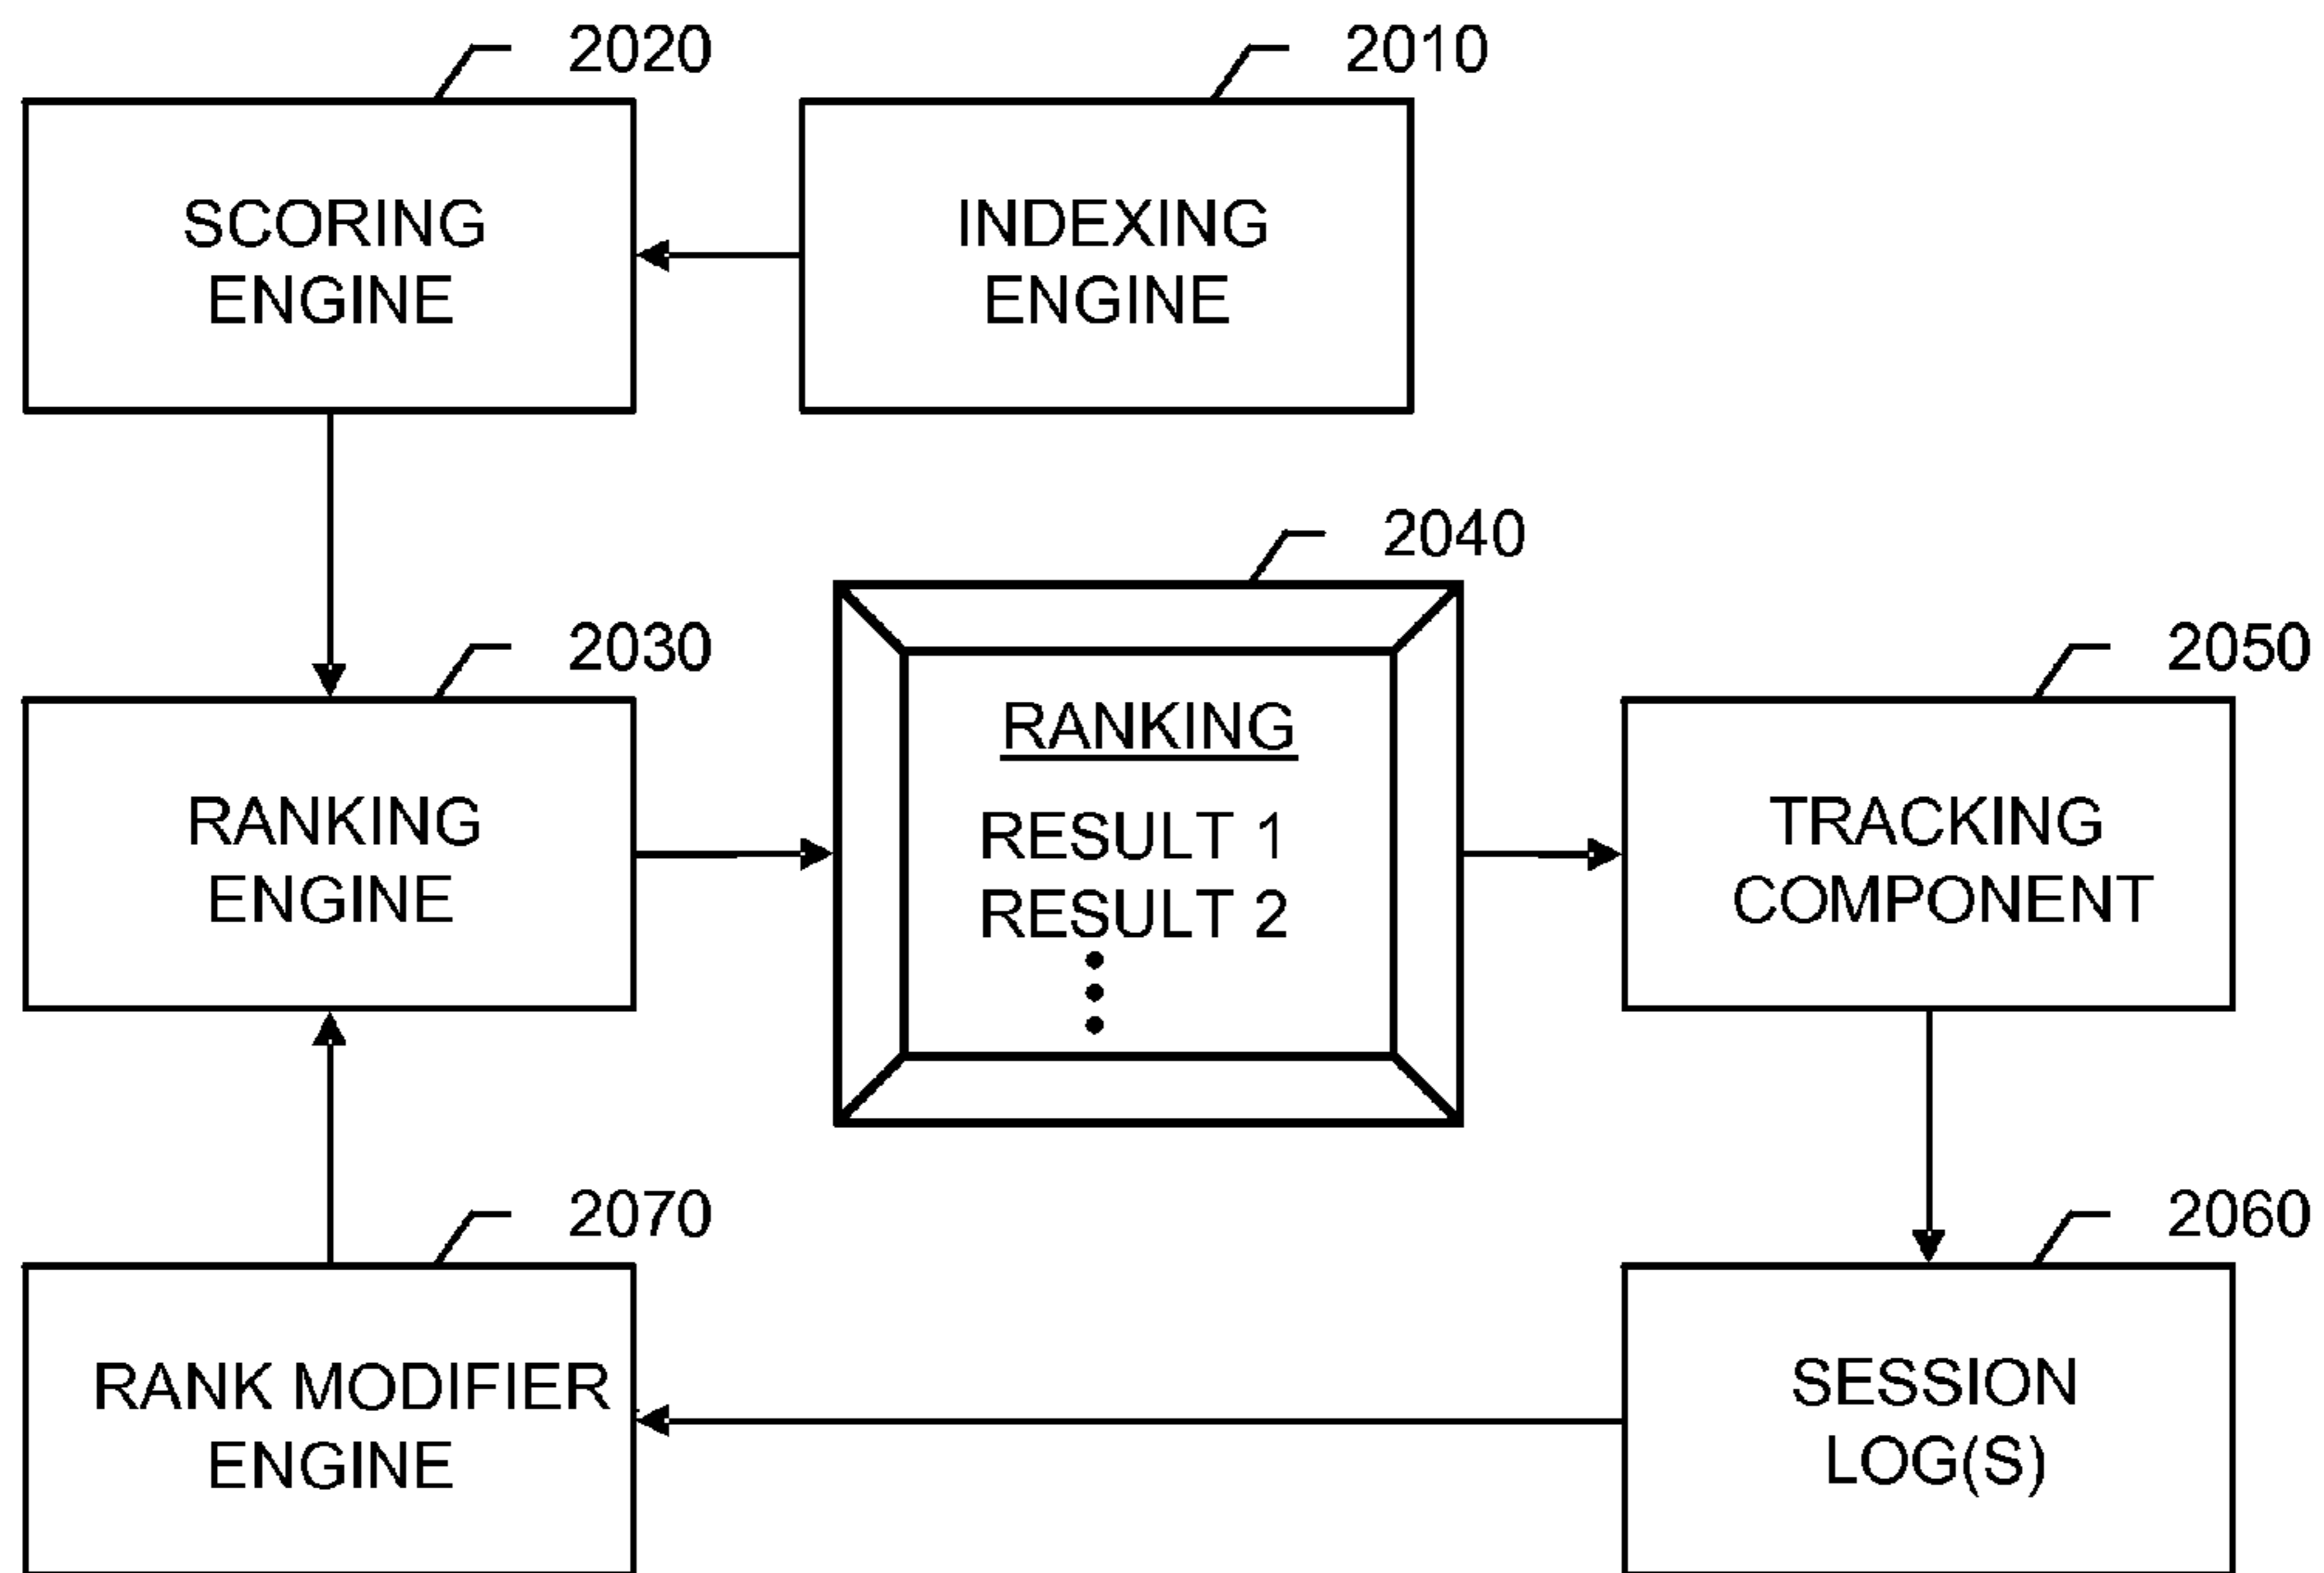 2020
2010
SCORING
ENGINE
INDEXING
ENGINE
2040
2030
2050
RANKING
ENGINE
RANKING
RESULT 1
RESULT 2
TRACKING
COMPONENT
2070
2060
RANK MODIFIER
ENGINE
SESSION
LOG(S)